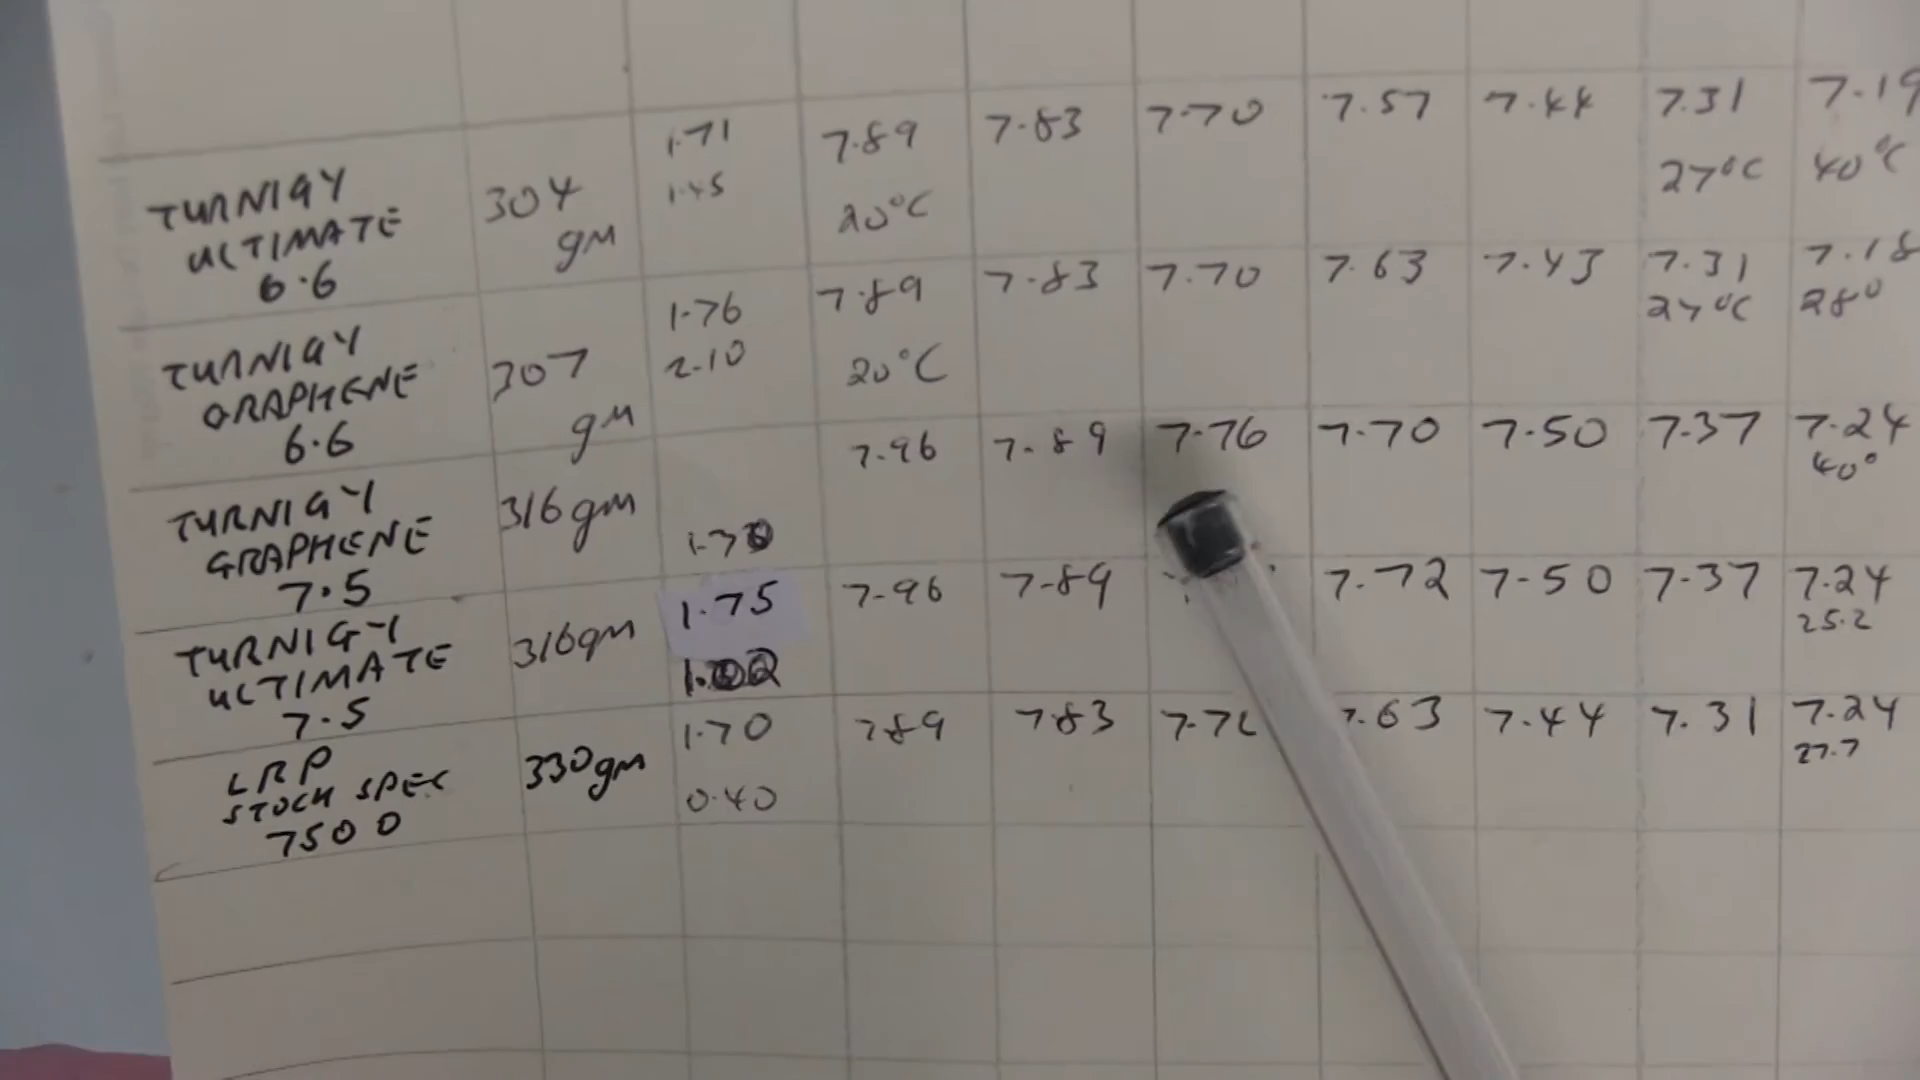 TURNIGY
ULTIMATE
6.6
304
gm
1.71
1.45
7.89
20°C
7.83
7.70
7.57
7.44
7.31
27°C
7.19
40°C
TURNIGY
GRAPHENE
6.6
307
gm
1.76
2.10
7.89
20°C
7.83
7.70
7.63
7.43
7.31
27°C
7.18
28°
TURNIGY
GRAPHENE
7.5
316gm
7.96
7.89
7.76
7.70
7.50
7.37
7.24
40°
TURNIGY
ULTIMATE
7.5
316gm
1.75
7.96
7.89
7.72
7.50
7.37
7.24
25.2
LRP
STOCK SPEC
7500
330gm
1.70
0.40
7.89
7.83
7.63
7.44
7.31
7.24
27.7